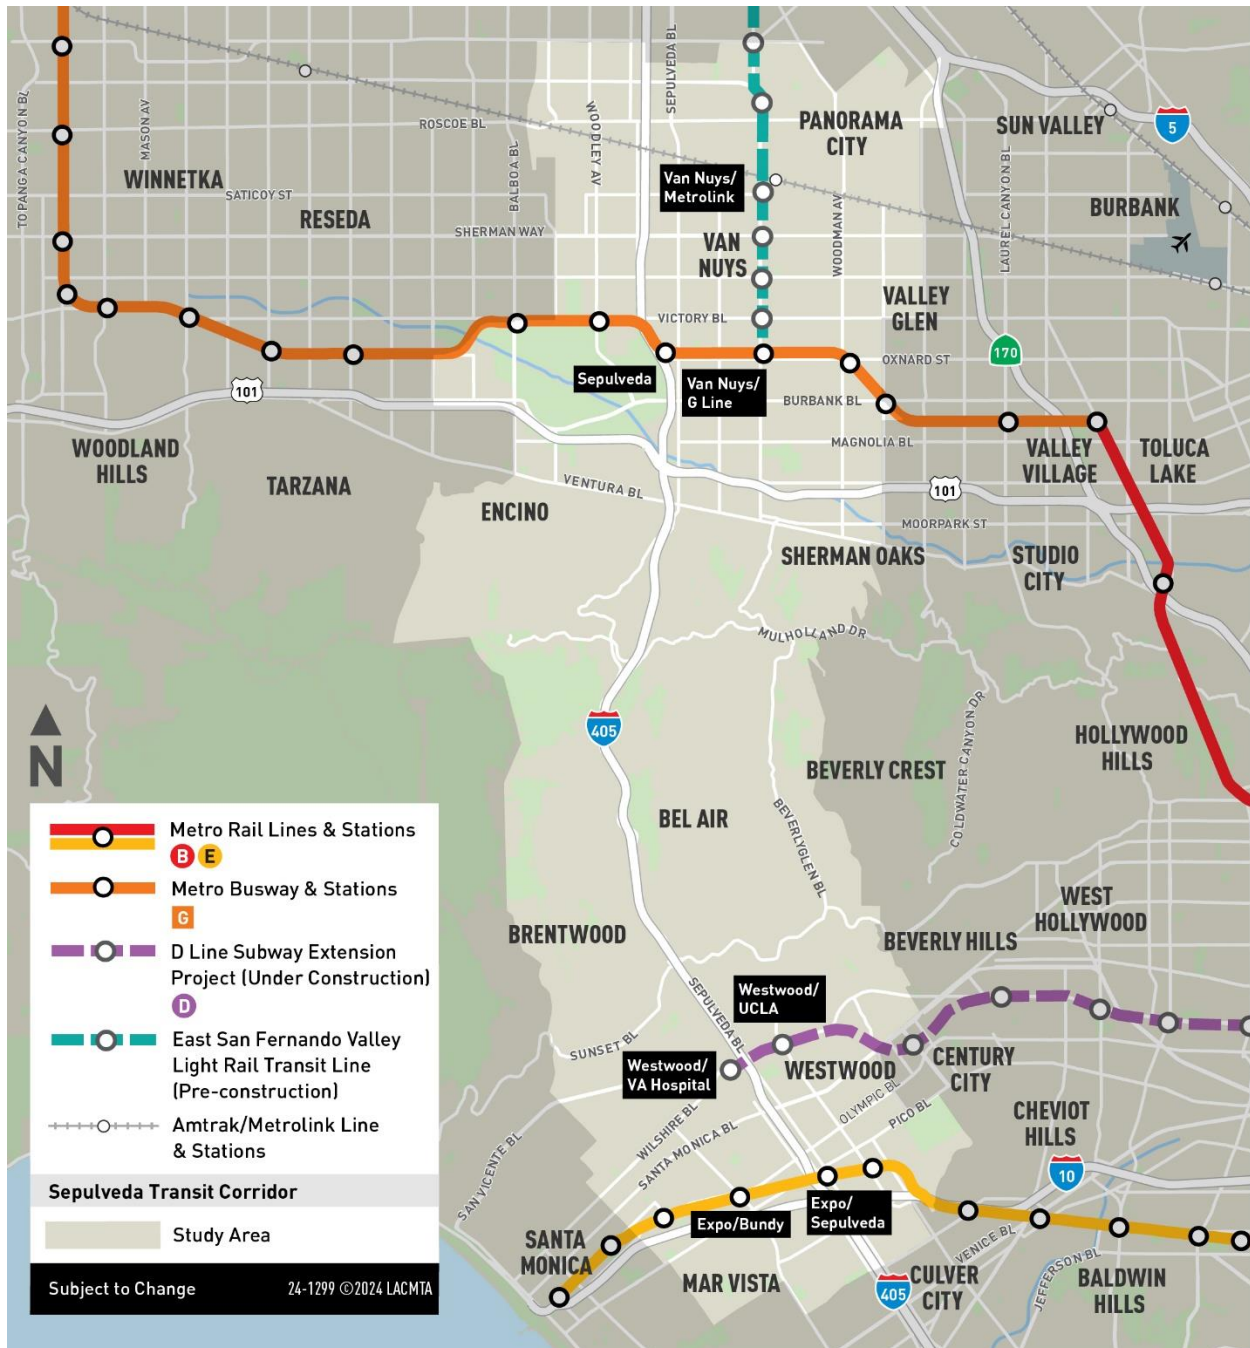 TOPANGA CANYON BL
MASON AV
WINNETKA
SATICOY ST
RESEDA
ROSCOE BL
BALBOA BL
SHERMAN WAY
WOODLEY AV
SEPULVEDA BL
PANORAMA
CITY
Van Nuys/
Metrolink
VAN
NUYS
WOODMAN AV
SUN VALLEY
5
LAUREL CANYON BL
BURBANK
VALLEY
GLEN
VICTORY BL
OXNARD ST
170
Sepulveda
Van Nuys/
G Line
BURBANK BL
MAGNOLIA BL
101
WOODLAND
HILLS
TARZANA
ENCINO
VENTURA BL
101
VALLEY
VILLAGE
TOLUCA
LAKE
MOORPARK ST
SHERMAN OAKS
STUDIO
CITY
MULHOLLAND DR
405
COLDWATER CANYON DR
HOLLYWOOD
HILLS
BEVERLY CREST
BEL AIR
BEVERLYGLEN BL
WEST
HOLLYWOOD
BRENTWOOD
BEVERLY HILLS
SEPULVEDA BL
Westwood/
UCLA
SUNSET BL
Westwood/
VA Hospital
WESTWOOD
CENTURY
CITY
OLYMPIC BL
PICO BL
WILSHIRE BL
SANTA MONICA BL
SAN VICENTE BL
CHEVIOT
HILLS
10
Expo/Bundy
Expo/
Sepulveda
SANTA
MONICA
MAR VISTA
405
CULVER
CITY
VENICE BL
JEFFERSON BL
BALDWIN
HILLS
N
Metro Rail Lines & Stations
B E
Metro Busway & Stations
G
D Line Subway Extension
Project (Under Construction)
D
East San Fernando Valley
Light Rail Transit Line
(Pre-construction)
Amtrak/Metrolink Line
& Stations
Sepulveda Transit Corridor
Study Area
Subject to Change 24-1299 ©2024 LACMTA